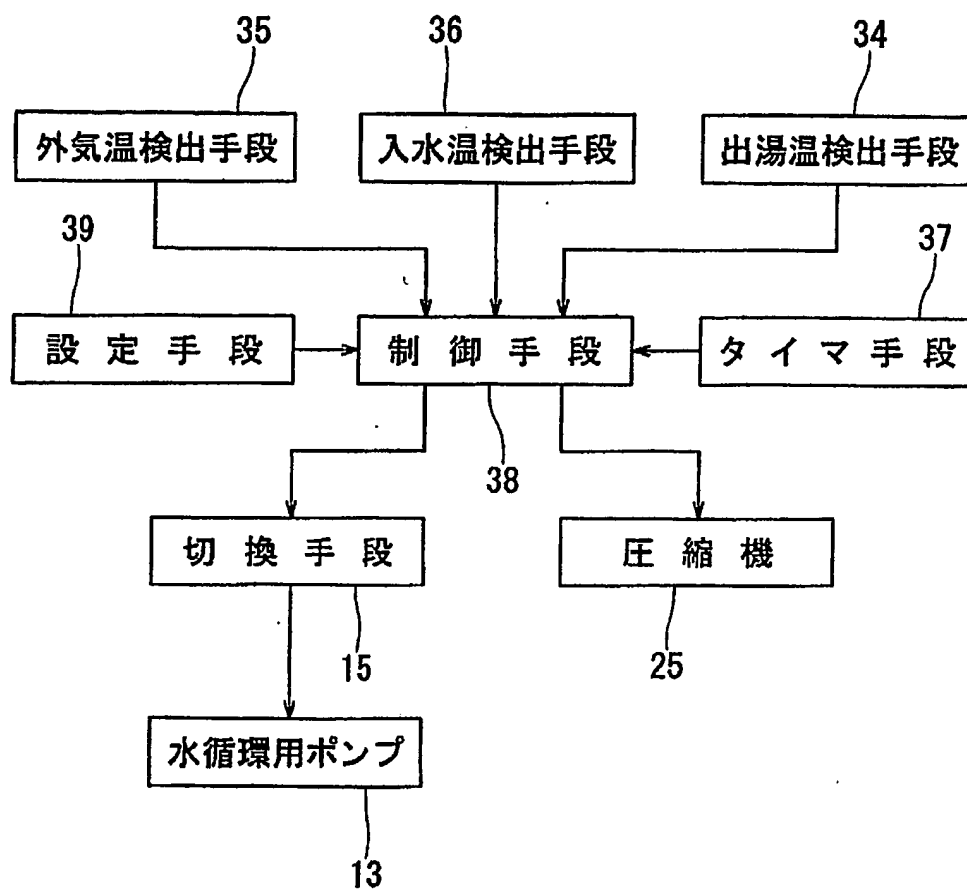 35
36
34
外気温検出手段
入水温検出手段
出湯温検出手段
39
37
設定手段
制御手段
タイマ手段
38
切換手段
圧縮機
15
25
水循環用ポンプ
13